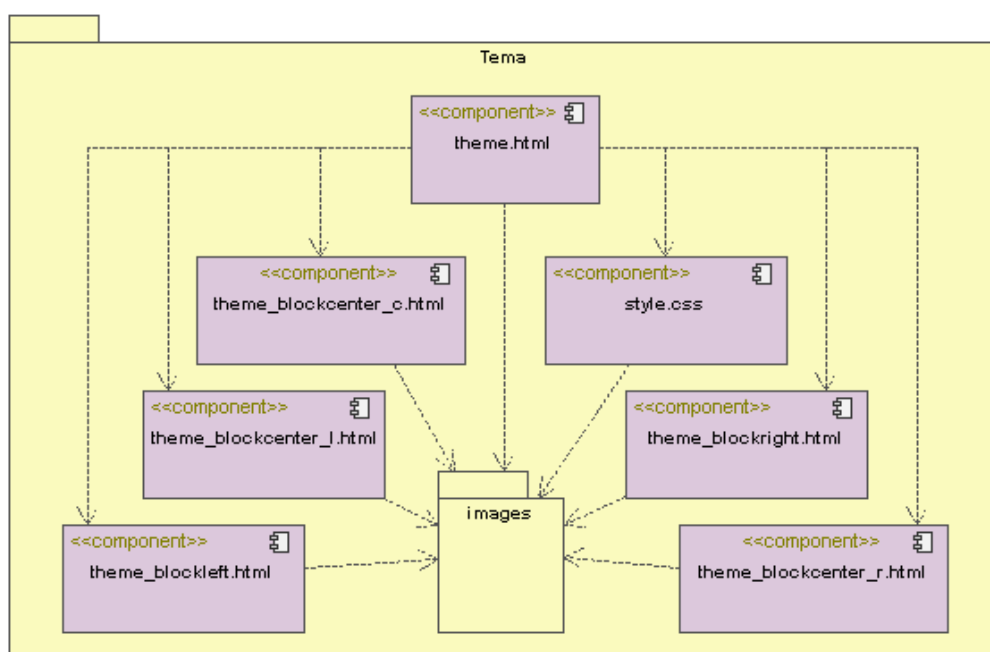 Tema
<<component>>
theme.html
<<component>>
theme_blockcenter_c.html
<<component>>
style.css
<<component>>
theme_blockcenter_l.html
<<component>>
theme_blockright.html
images
<<component>>
theme_blockleft.html
<<component>>
theme_blockcenter_r.html